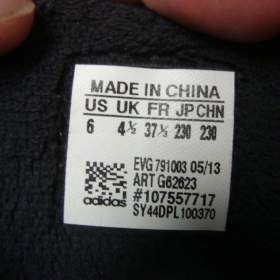 MADE IN CHINA
US UK FR JP CHN
6 4½ 37⅓ 230 230
EVG 791003 05/13
ART G62623
#107557717
adidas SY44DPL100370